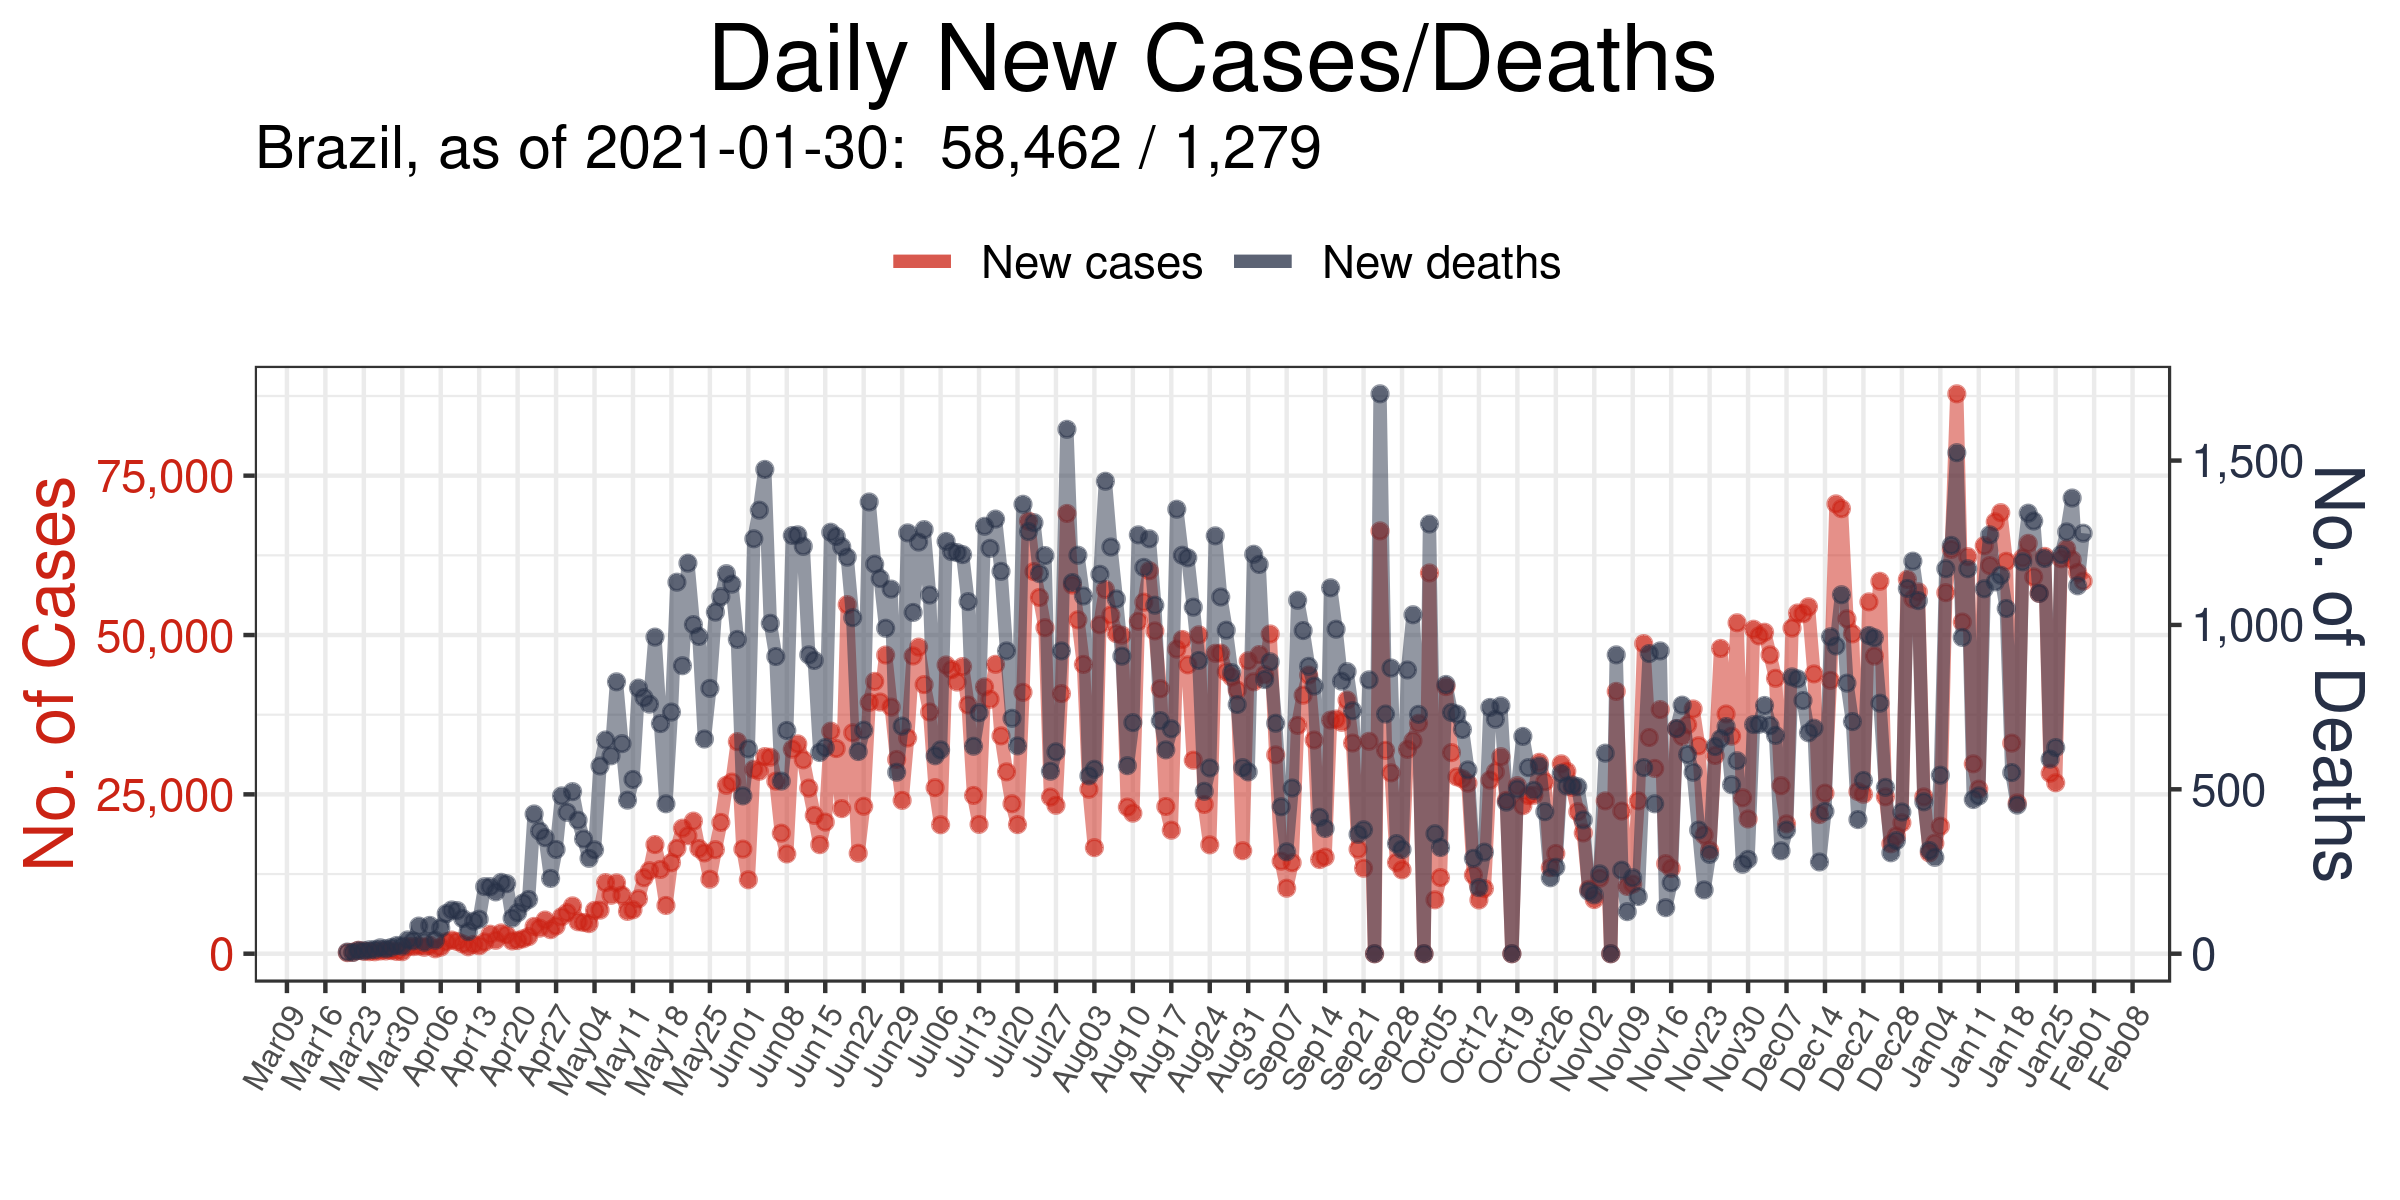 Daily New Cases/Deaths
Brazil, as of 2021-01-30:  58,462 / 1,279
New cases
New deaths
No. of Cases
75,000
50,000
25,000
0
1,500
1,000
500
0
No. of Deaths
Mar09
Mar16
Mar23
Mar30
Apr06
Apr13
Apr20
Apr27
May04
May11
May18
May25
Jun01
Jun08
Jun15
Jun22
Jun29
Jul06
Jul13
Jul20
Jul27
Aug03
Aug10
Aug17
Aug24
Aug31
Sep07
Sep14
Sep21
Sep28
Oct05
Oct12
Oct19
Oct26
Nov02
Nov09
Nov16
Nov23
Nov30
Dec07
Dec14
Dec21
Dec28
Jan04
Jan11
Jan18
Jan25
Feb01
Feb08